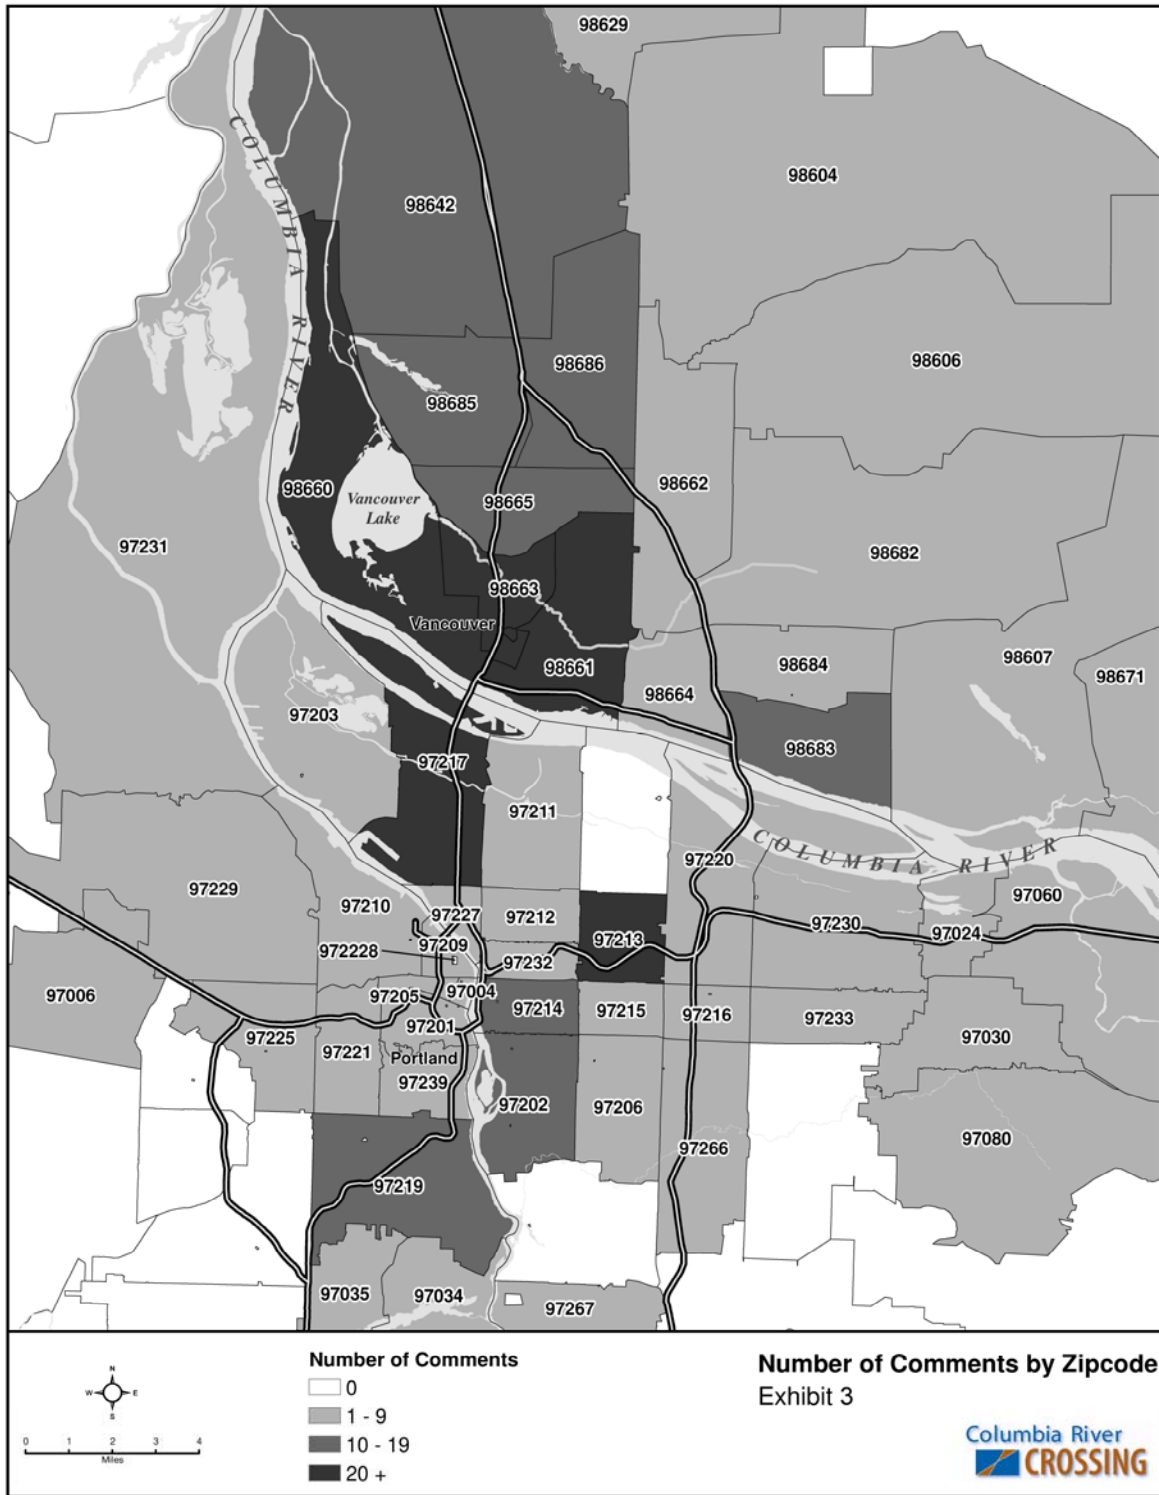 98629
98604
COLUMBIA RIVER
98642
98686
98606
98685
98662
98660
Vancouver
Lake
98665
97231
98682
98663
Vancouver
98661
98684
98607
98671
98664
97203
98683
97217
97211
COLUMBIA RIVER
97220
97229
97210
97227
97212
97060
97230
97024
97213
97209
972228
97232
97006
97205
97004
97214
97215
97216
97233
97201
97225
97221
97030
Portland
97239
97202
97206
97080
97266
97219
97035
97034
97267
N
W
E
S
0 1 2 3 4
Miles
Number of Comments
0
1 - 9
10 - 19
20 +
Number of Comments by Zipcode
Exhibit 3
Columbia River
CROSSING